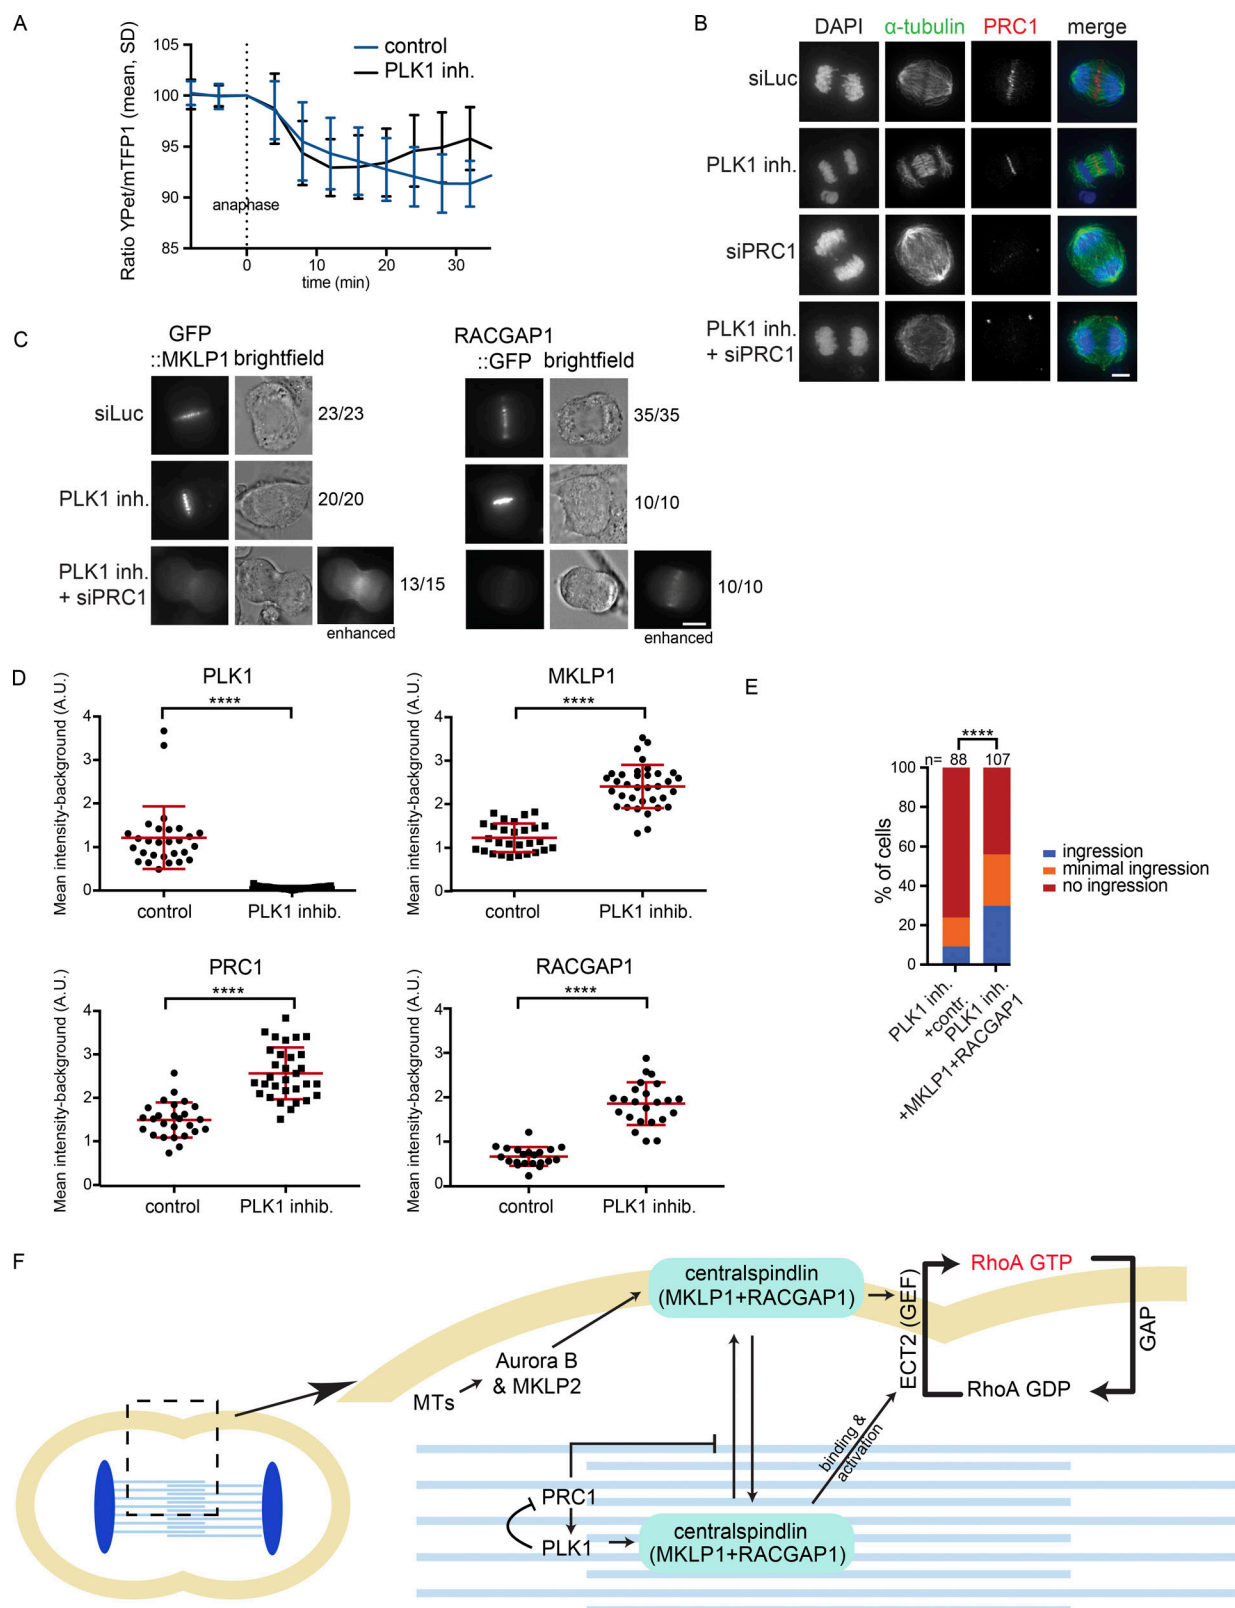 A
Ratio YPet/mTFP1 (mean, SD)
105
100
95
90
85
control
PLK1 inh.
anaphase
0
10
20
30
time (min)
B
DAPI
α-tubulin
PRC1
merge
siLuc
PLK1 inh.
siPRC1
PLK1 inh.
+ siPRC1
C
GFP
::MKLP1
brightfield
RACGAP1
::GFP
brightfield
siLuc
23/23
35/35
PLK1 inh.
20/20
10/10
PLK1 inh.
+ siPRC1
13/15
10/10
enhanced
enhanced
D
PLK1
Mean intensity-background (A.U.)
****
4
3
2
1
0
control
PLK1 inhib.
MKLP1
Mean intensity-background (A.U.)
****
4
3
2
1
0
control
PLK1 inhib.
PRC1
Mean intensity-background (A.U.)
****
4
3
2
1
0
control
PLK1 inhib.
RACGAP1
Mean intensity-background (A.U.)
****
4
3
2
1
0
control
PLK1 inhib.
E
****
n= 88 107
% of cells
100
80
60
40
20
0
ingression
minimal ingression
no ingression
PLK1 inh.
+contr.
PLK1 inh.
+MKLP1+RACGAP1
F
centralspindlin
(MKLP1+RACGAP1)
ECT2 (GEF)
RhoA GTP
GAP
RhoA GDP
Aurora B
& MKLP2
MTs
binding &
activation
PRC1
PLK1
centralspindlin
(MKLP1+RACGAP1)